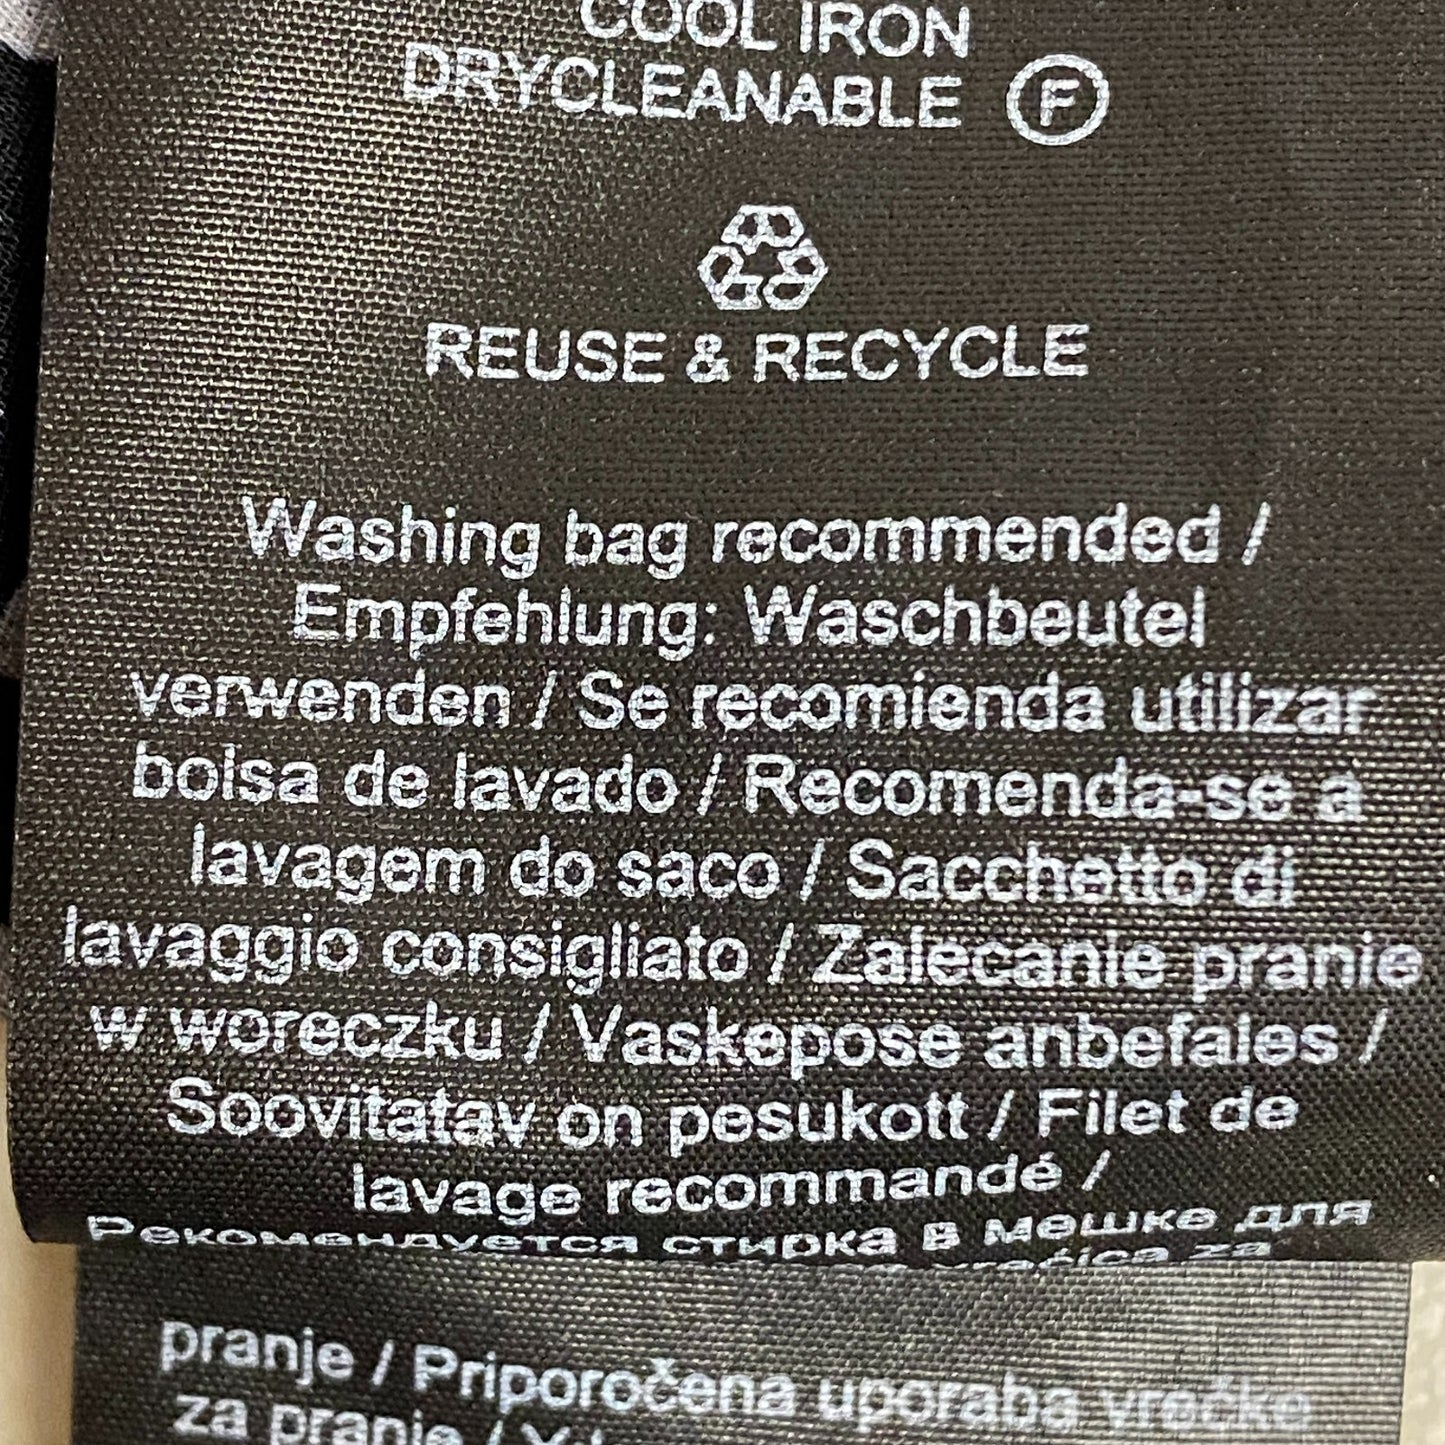 COOL IRON
DRYCLEANABLE Ⓕ
REUSE & RECYCLE
Washing bag recommended /
Empfehlung: Waschbeutel
verwenden / Se recomienda utilizar
bolsa de lavado / Recomenda-se a
lavagem do saco / Sacchetto di
lavaggio consigliato / Zalecanie pranie
w woreczku / Vaskepose anbefales /
Soovitatav on pesukott / Filet de
lavage recommandé /
Рекомендуется стирка в мешке для
za
pranje / Priporočena uporaba vrečke
za pranje /